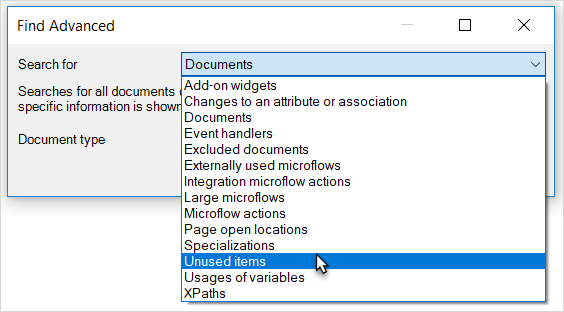 Find Advanced
Search for
Documents
Searches for all documents
specific information is shown
Document type
Add-on widgets
Changes to an attribute or association
Documents
Event handlers
Excluded documents
Externally used microflows
Integration microflow actions
Large microflows
Microflow actions
Page open locations
Specializations
Unused items
Usages of variables
XPaths